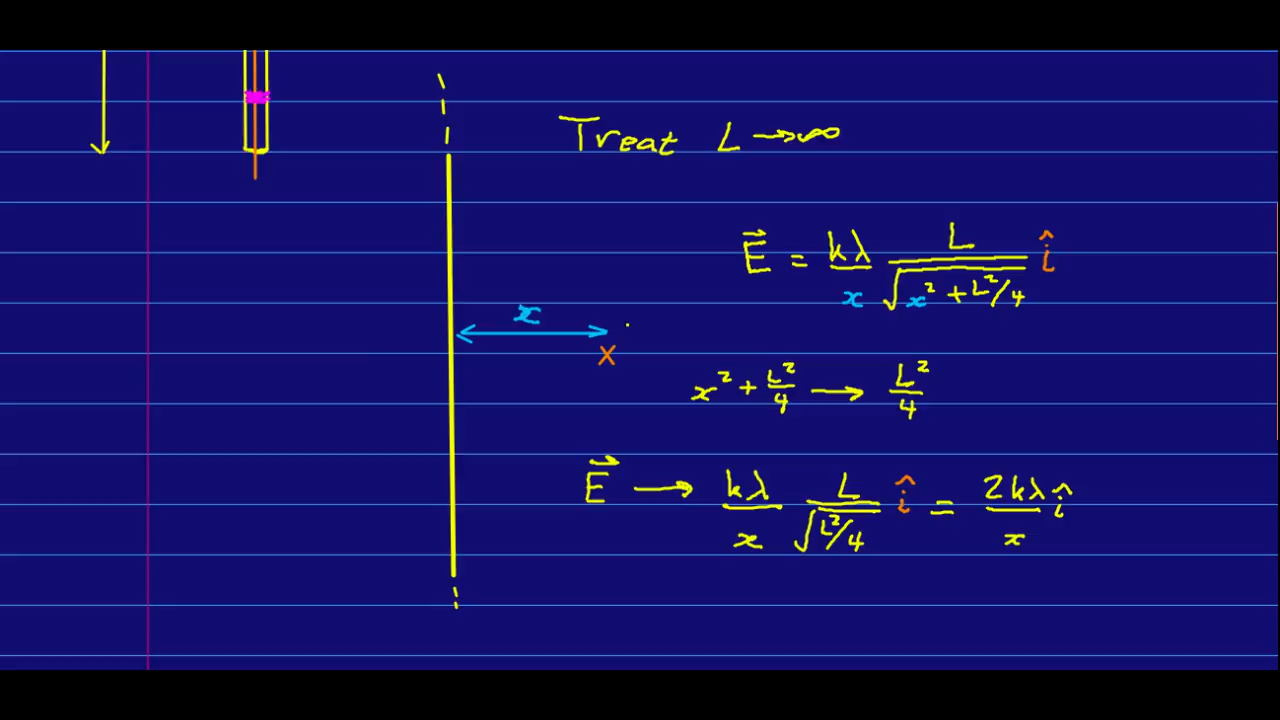 Treat L → ∞
E⃗ = kλ/x L/√(x² + L²/4) î
x
x
x² + L²/4 → L²/4
E⃗ → kλ/x L/√(L²/4) î = 2kλ/x î